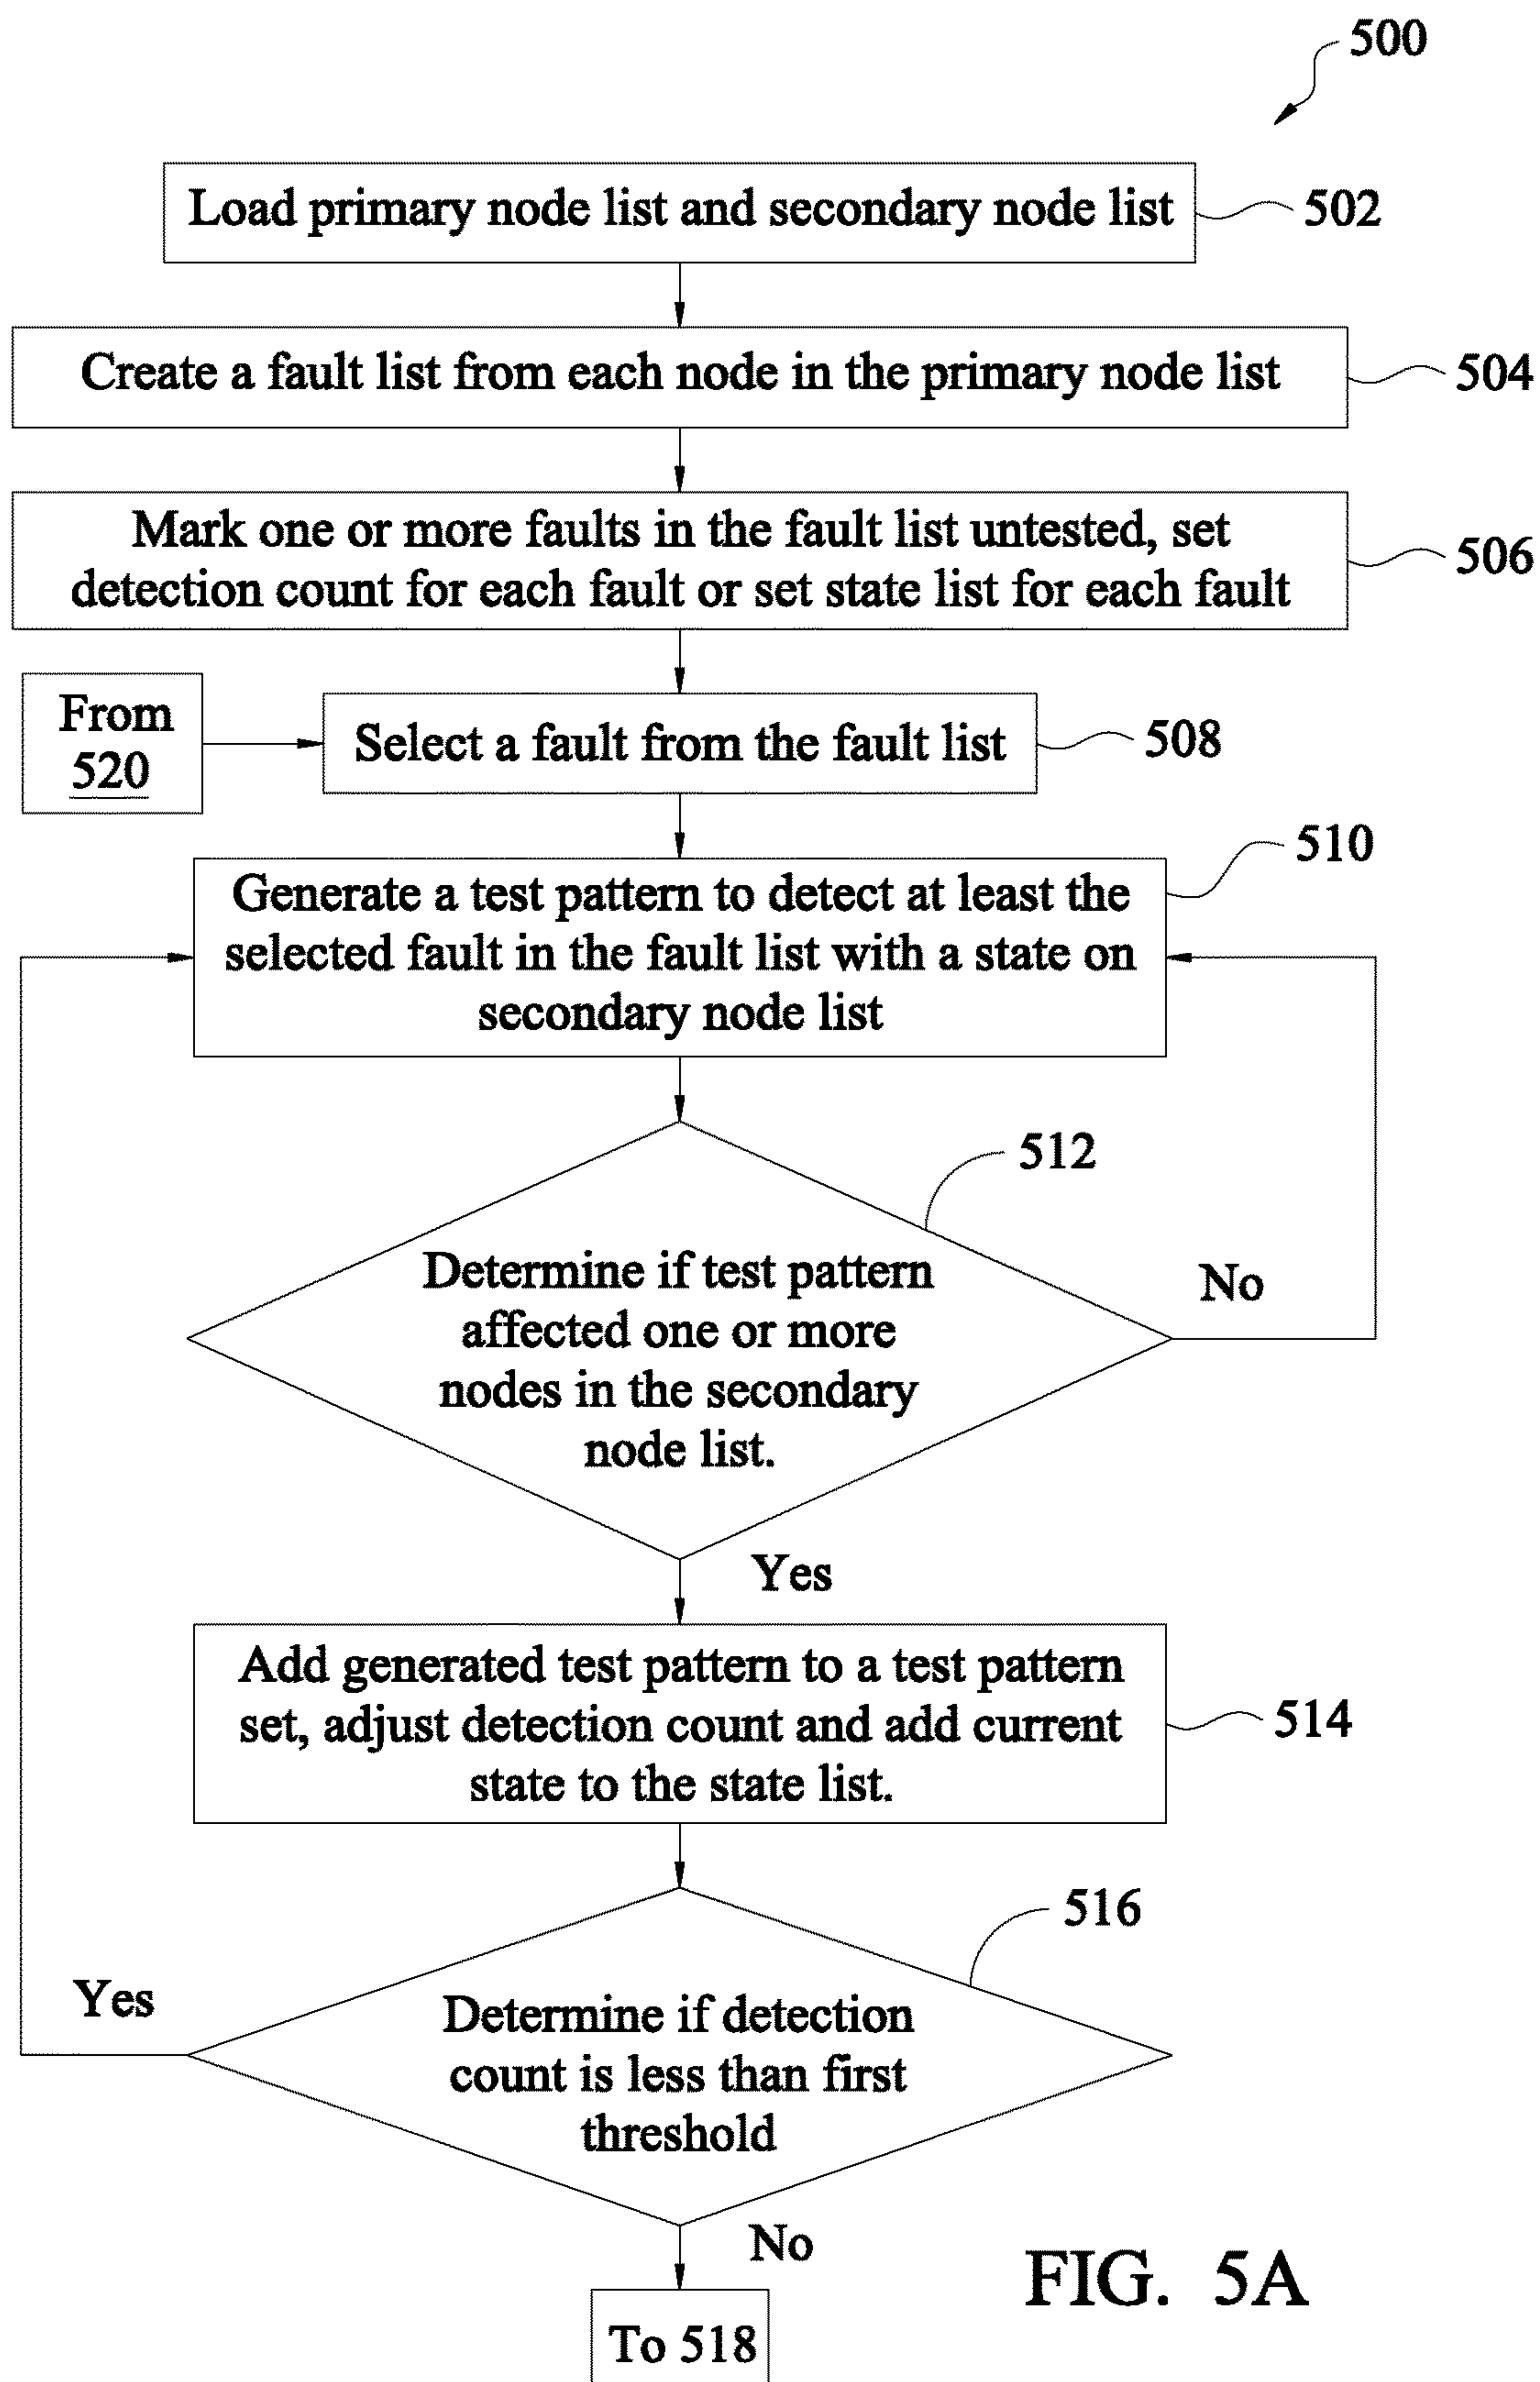 500
Load primary node list and secondary node list
502
Create a fault list from each node in the primary node list
504
Mark one or more faults in the fault list untested, set
detection count for each fault or set state list for each fault
506
From
520
Select a fault from the fault list
508
510
Generate a test pattern to detect at least the
selected fault in the fault list with a state on
secondary node list
512
Determine if test pattern
affected one or more
nodes in the secondary
node list.
No
Yes
Add generated test pattern to a test pattern
set, adjust detection count and add current
state to the state list.
514
516
Yes
Determine if detection
count is less than first
threshold
No
To 518
FIG. 5A